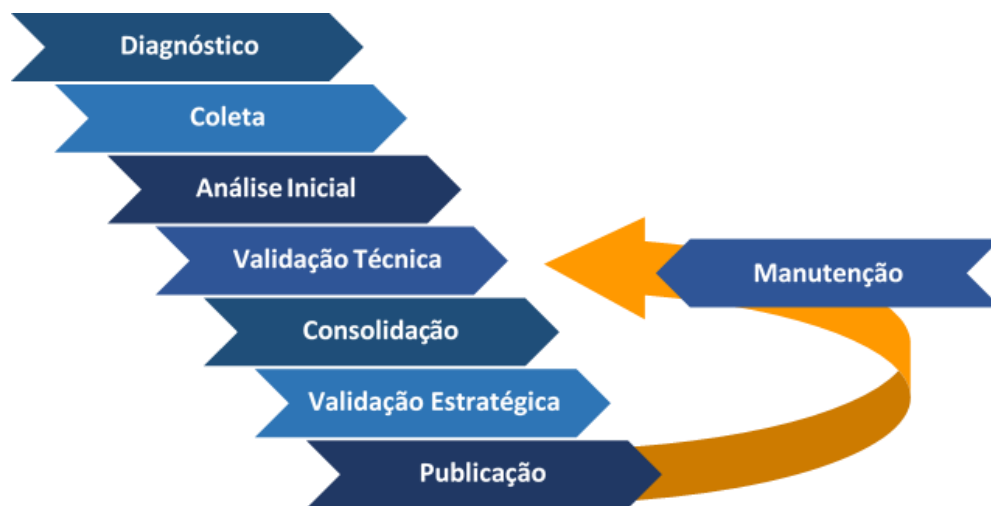 Diagnóstico
Coleta
Análise Inicial
Validação Técnica
Manutenção
Consolidação
Validação Estratégica
Publicação